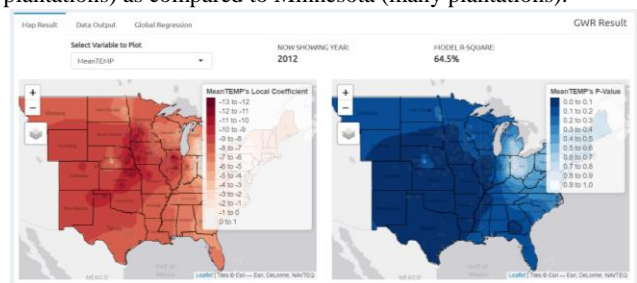 plantations) as compared to Minnesota (many plantations).
Map Result Data Output Global Regression GWR Result
Select Variable to Plot
MeanTEMP
NOW SHOWING YEAR:
2012
MODEL R-SQUARE:
64.5%
+
−
MeanTEMP's Local Coefficient
-13 to -12
-12 to -11
-11 to -10
-10 to -9
-9 to -8
-8 to -7
-7 to -6
-6 to -5
-5 to -4
-4 to -3
-3 to -2
-2 to -1
-1 to 0
0 to 1
MEXICO
Gulf of
Leaflet | Tiles © Esri — Esri, DeLorme, NAVTEQ
+
−
MeanTEMP's P-Value
0.0 to 0.1
0.1 to 0.2
0.2 to 0.3
0.3 to 0.4
0.4 to 0.5
0.5 to 0.6
0.6 to 0.7
0.7 to 0.8
0.8 to 0.9
0.9 to 1.0
MEXICO
Leaflet | Tiles © Esri — Esri, DeLorme, NAVTEQ